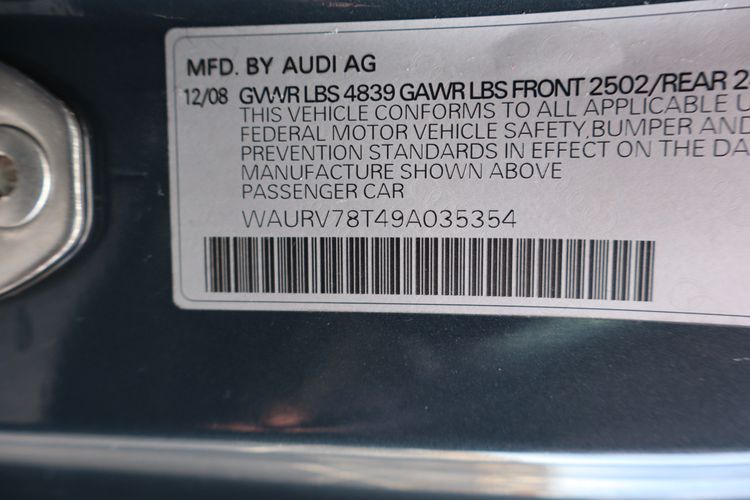 MFD. BY AUDI AG
12/08 GVWR LBS 4839 GAWR LBS FRONT 2502/REAR 2
THIS VEHICLE CONFORMS TO ALL APPLICABLE U
FEDERAL MOTOR VEHICLE SAFETY,BUMPER AND
PREVENTION STANDARDS IN EFFECT ON THE DA
MANUFACTURE SHOWN ABOVE
PASSENGER CAR
WAURV78T49A035354